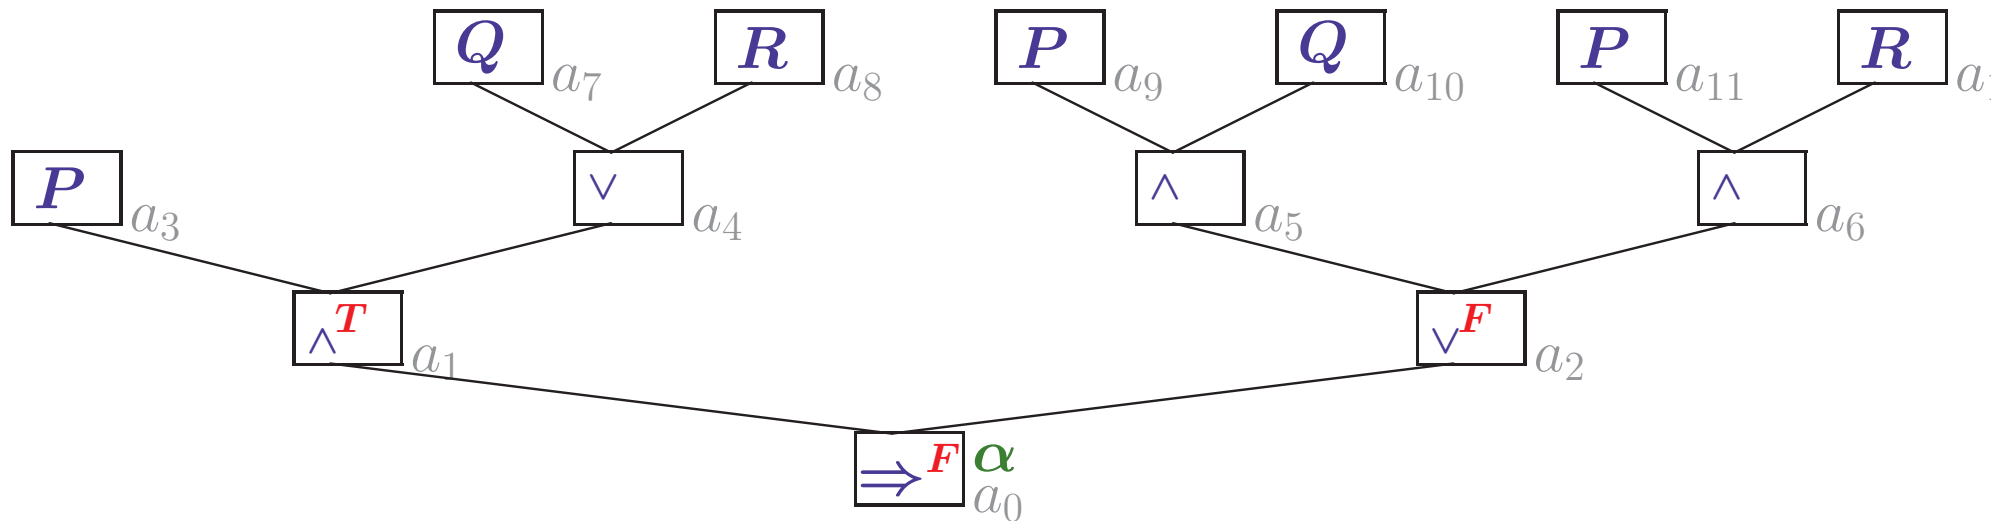 Q a₇ R a₈ P a₉ Q a₁₀ P a₁₁ R
P a₃ ∨ a₄ ∧ a₅ ∧ a₆
∧ᵀ a₁ ∨F a₂
⇒F α a₀